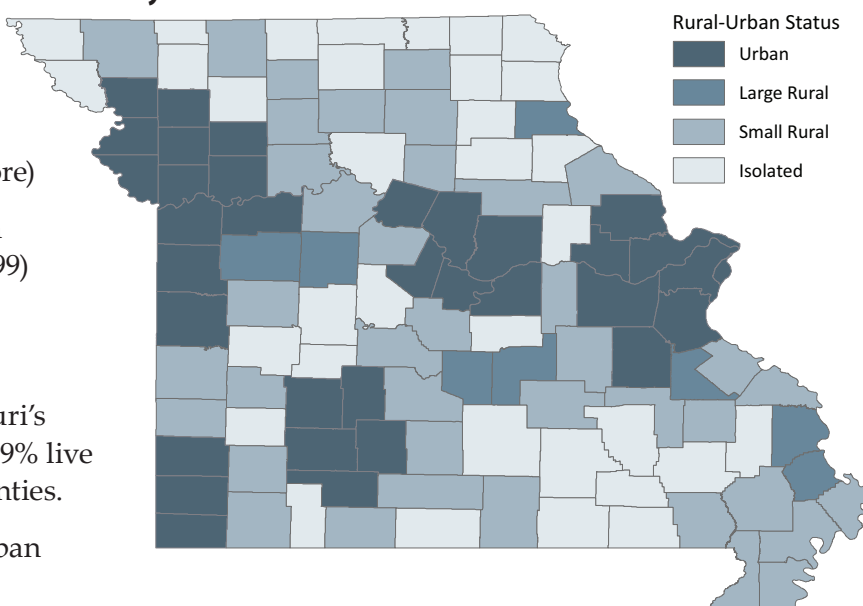 Rural-Urban Status
Urban
Large Rural
Small Rural
Isolated
re)
99)
uri's
9% live
nties.
ban